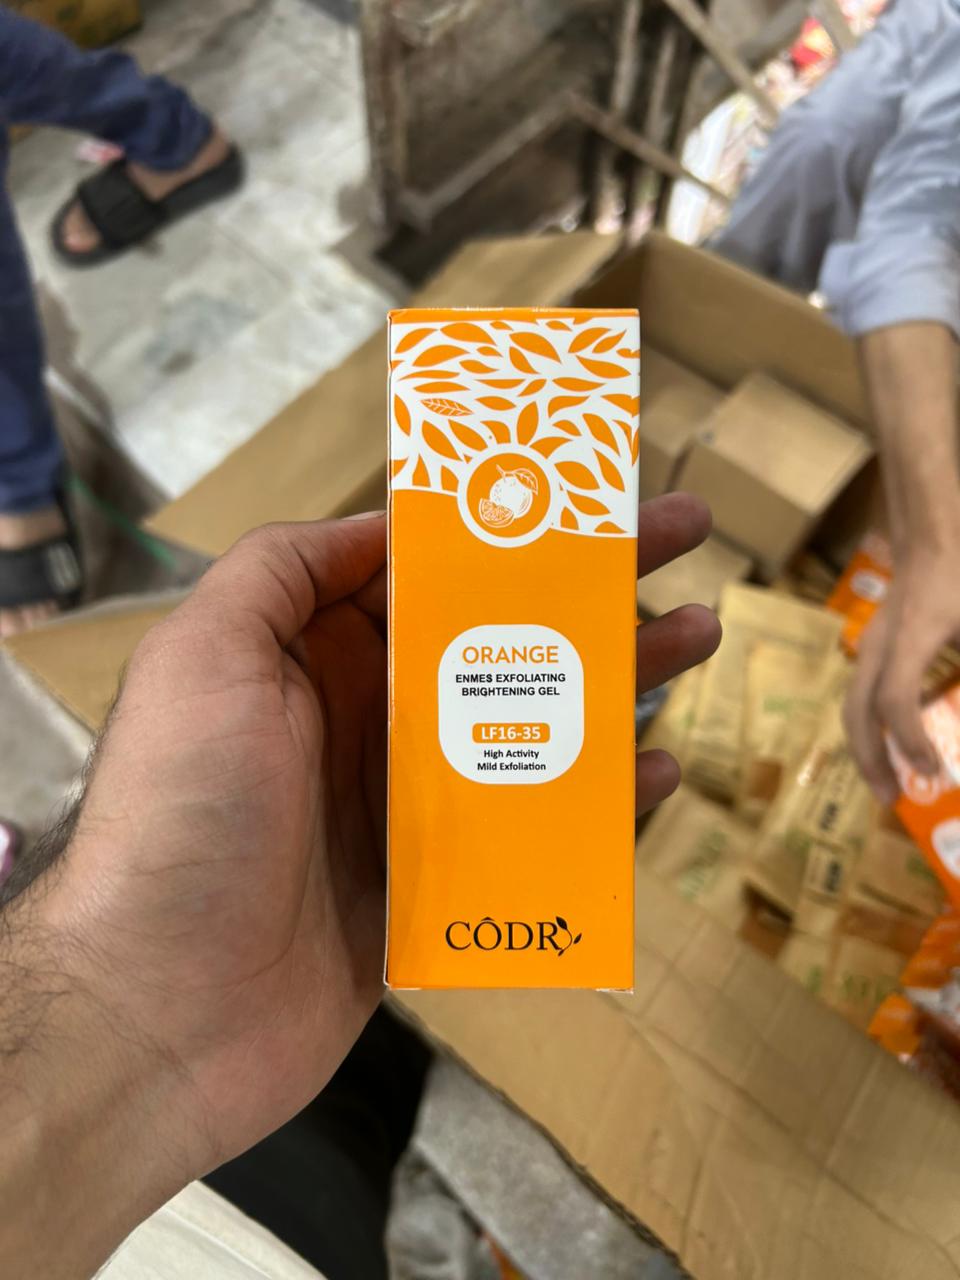 ORANGE
ENMES EXFOLIATING
BRIGHTENING GEL
LF16-35
High Activity
Mild Exfoliation
CÔDR